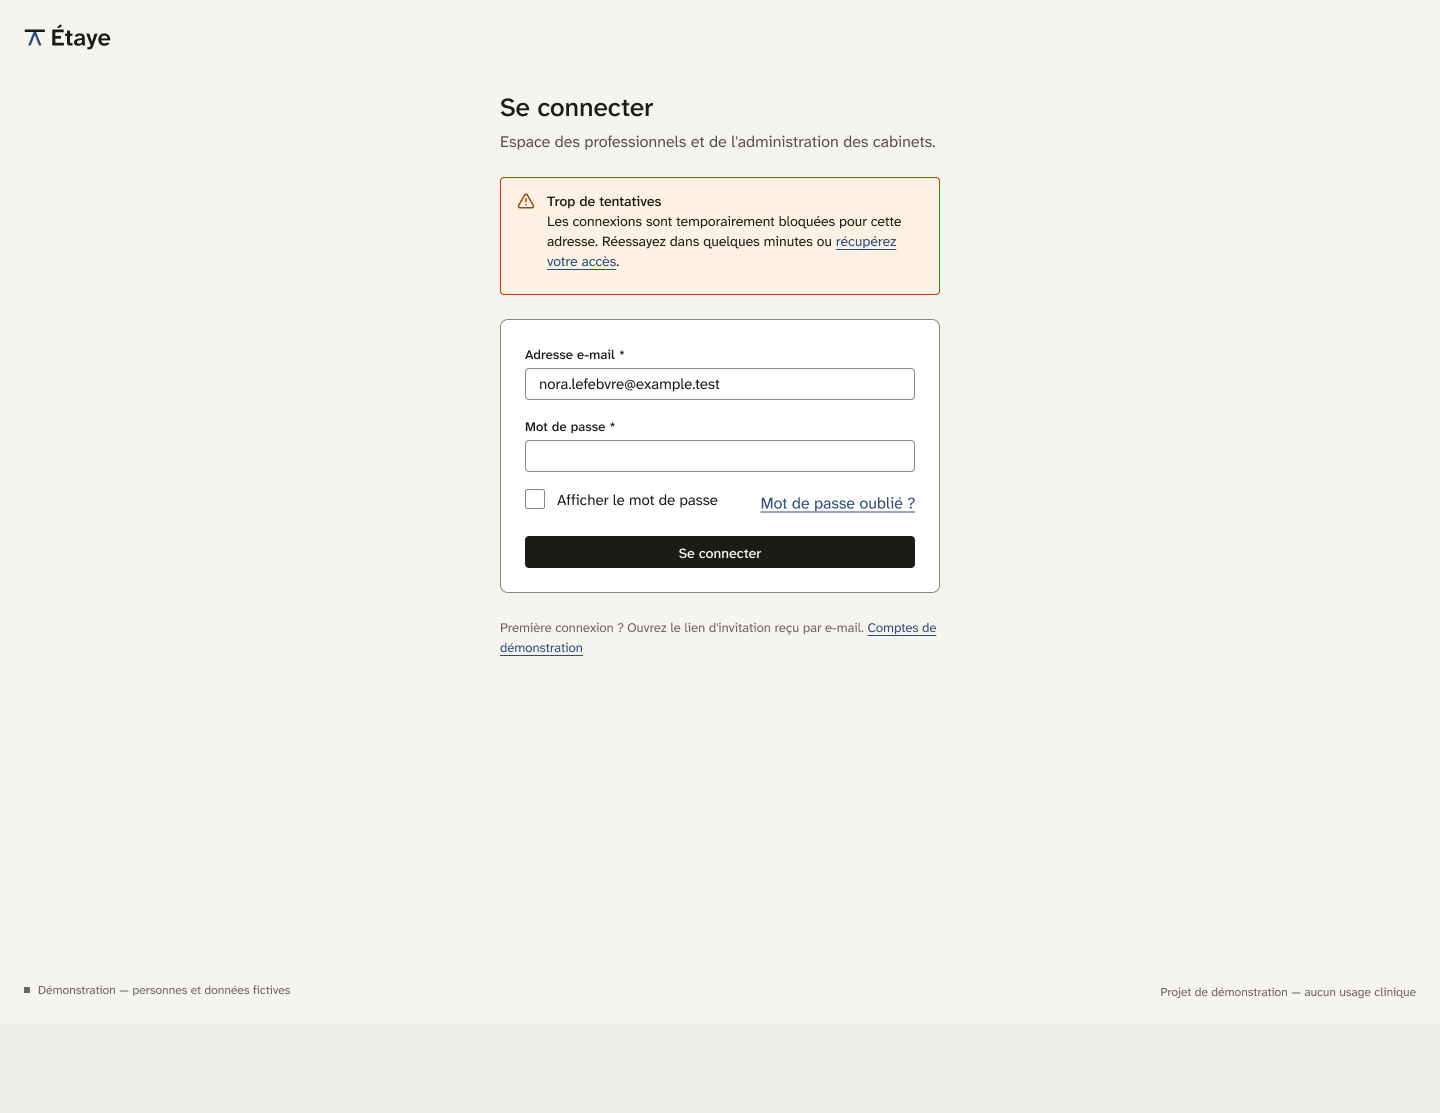 Étaye
Se connecter
Espace des professionnels et de l'administration des cabinets.
Trop de tentatives
Les connexions sont temporairement bloquées pour cette
adresse. Réessayez dans quelques minutes ou récupérez
votre accès.
Adresse e-mail *
nora.lefebvre@example.test
Mot de passe *
Afficher le mot de passe
Mot de passe oublié ?
Se connecter
Première connexion ? Ouvrez le lien d'invitation reçu par e-mail. Comptes de
démonstration
Démonstration — personnes et données fictives
Projet de démonstration — aucun usage clinique